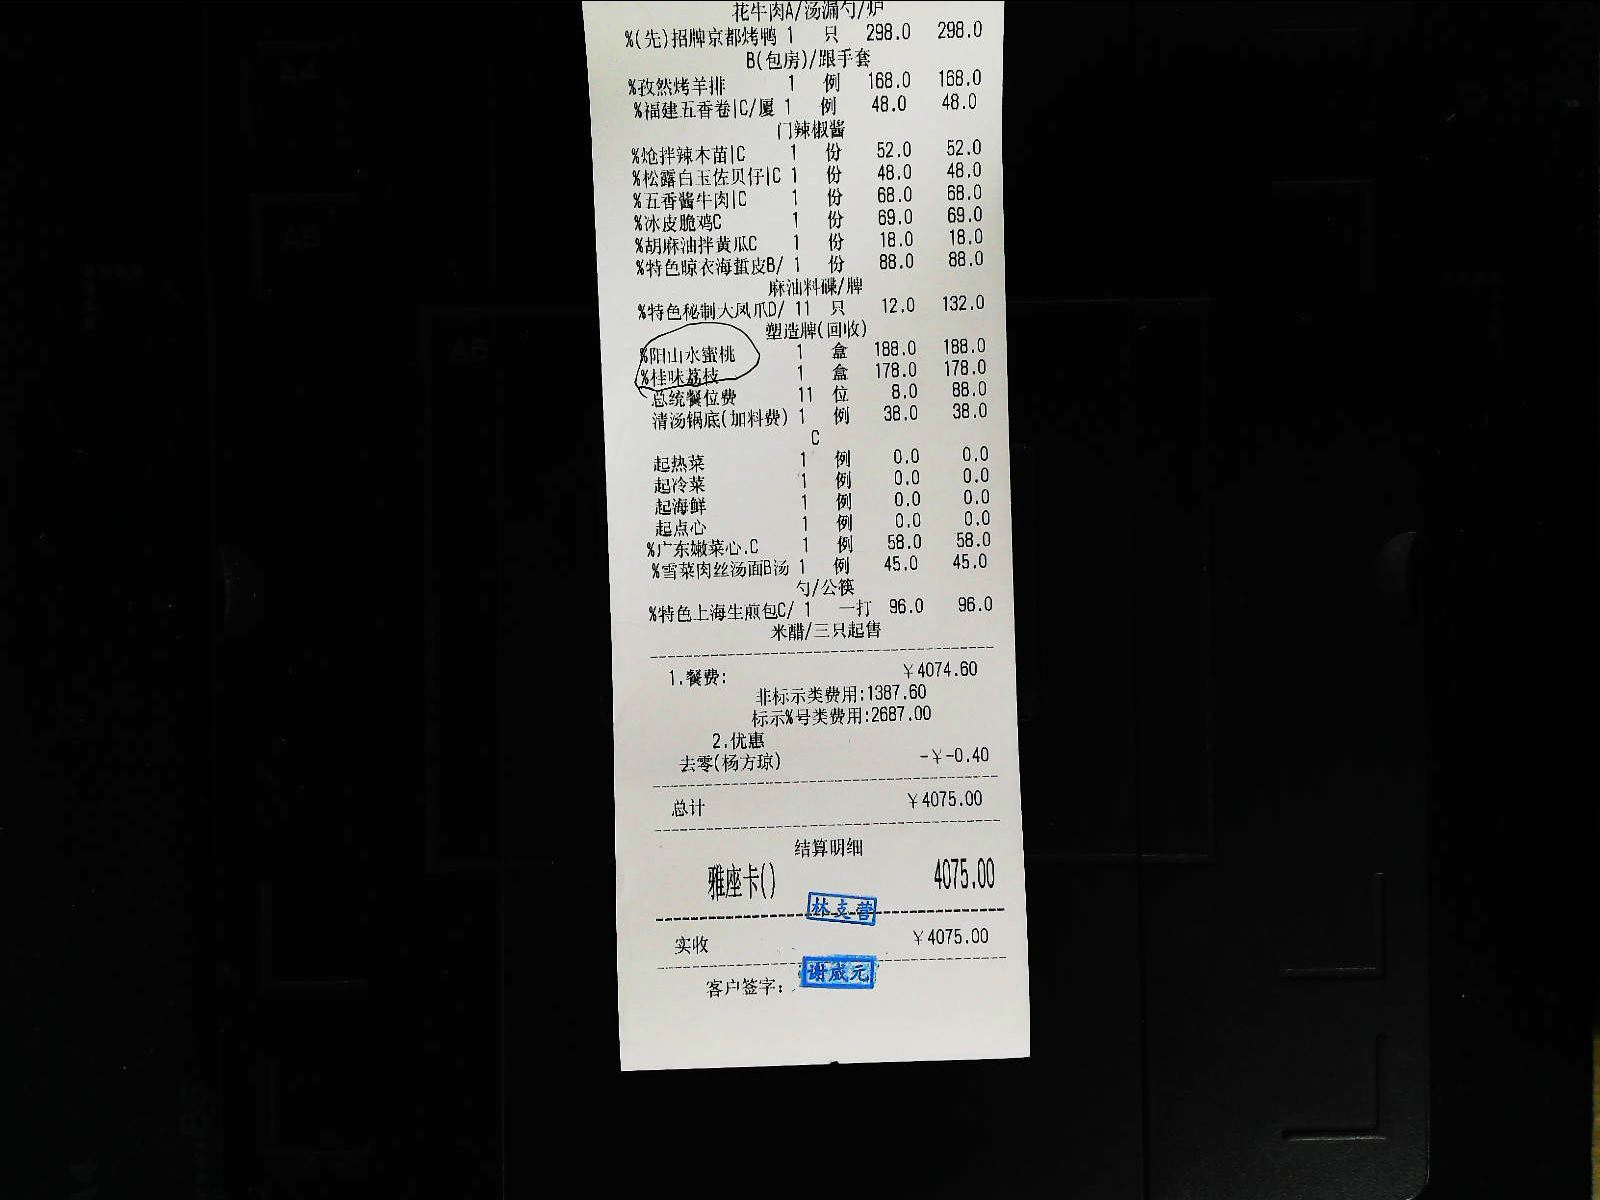 花牛肉A/汤漏勺/炉
%(先)招牌京都烤鸭 1 只 298.0 298.0
B(包房)/跟手套
%孜然烤羊排 1 例 168.0 168.0
%福建五香卷|C/厦 1 例 48.0 48.0
门辣椒酱
%炝拌辣木苗|C 1 份 52.0 52.0
%松露白玉佐贝仔|C 1 份 48.0 48.0
%五香酱牛肉|C 1 份 68.0 68.0
%冰皮脆鸡C 1 份 69.0 69.0
%胡麻油拌黄瓜C 1 份 18.0 18.0
%特色晾衣海蜇皮B/ 1 份 88.0 88.0
麻油料碟/牌
%特色秘制大凤爪D/ 11 只 12.0 132.0
塑造牌(回收)
%阳山水蜜桃 1 盒 188.0 188.0
%桂味荔枝 1 盒 178.0 178.0
总统餐位费 11 位 8.0 88.0
清汤锅底(加料费) 1 例 38.0 38.0
C
起热菜 1 例 0.0 0.0
起冷菜 1 例 0.0 0.0
起海鲜 1 例 0.0 0.0
起点心 1 例 0.0 0.0
%广东嫩菜心.C 1 例 58.0 58.0
%雪菜肉丝汤面B汤 1 例 45.0 45.0
勺/公筷
%特色上海生煎包C/ 1 一打 96.0 96.0
米醋/三只起售
1.餐费: ￥4074.60
非标示类费用:1387.60
标示%号类费用:2687.00
2.优惠
去零(杨方琼) -￥-0.40
总计 ￥4075.00
结算明细
雅座卡() 4075.00
林支营
实收 ￥4075.00
谢威元
客户签字: